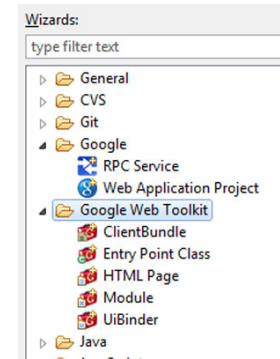 Wizards:
type filter text
General
CVS
Git
Google
RPC Service
Web Application Project
Google Web Toolkit
ClientBundle
Entry Point Class
HTML Page
Module
UiBinder
Java